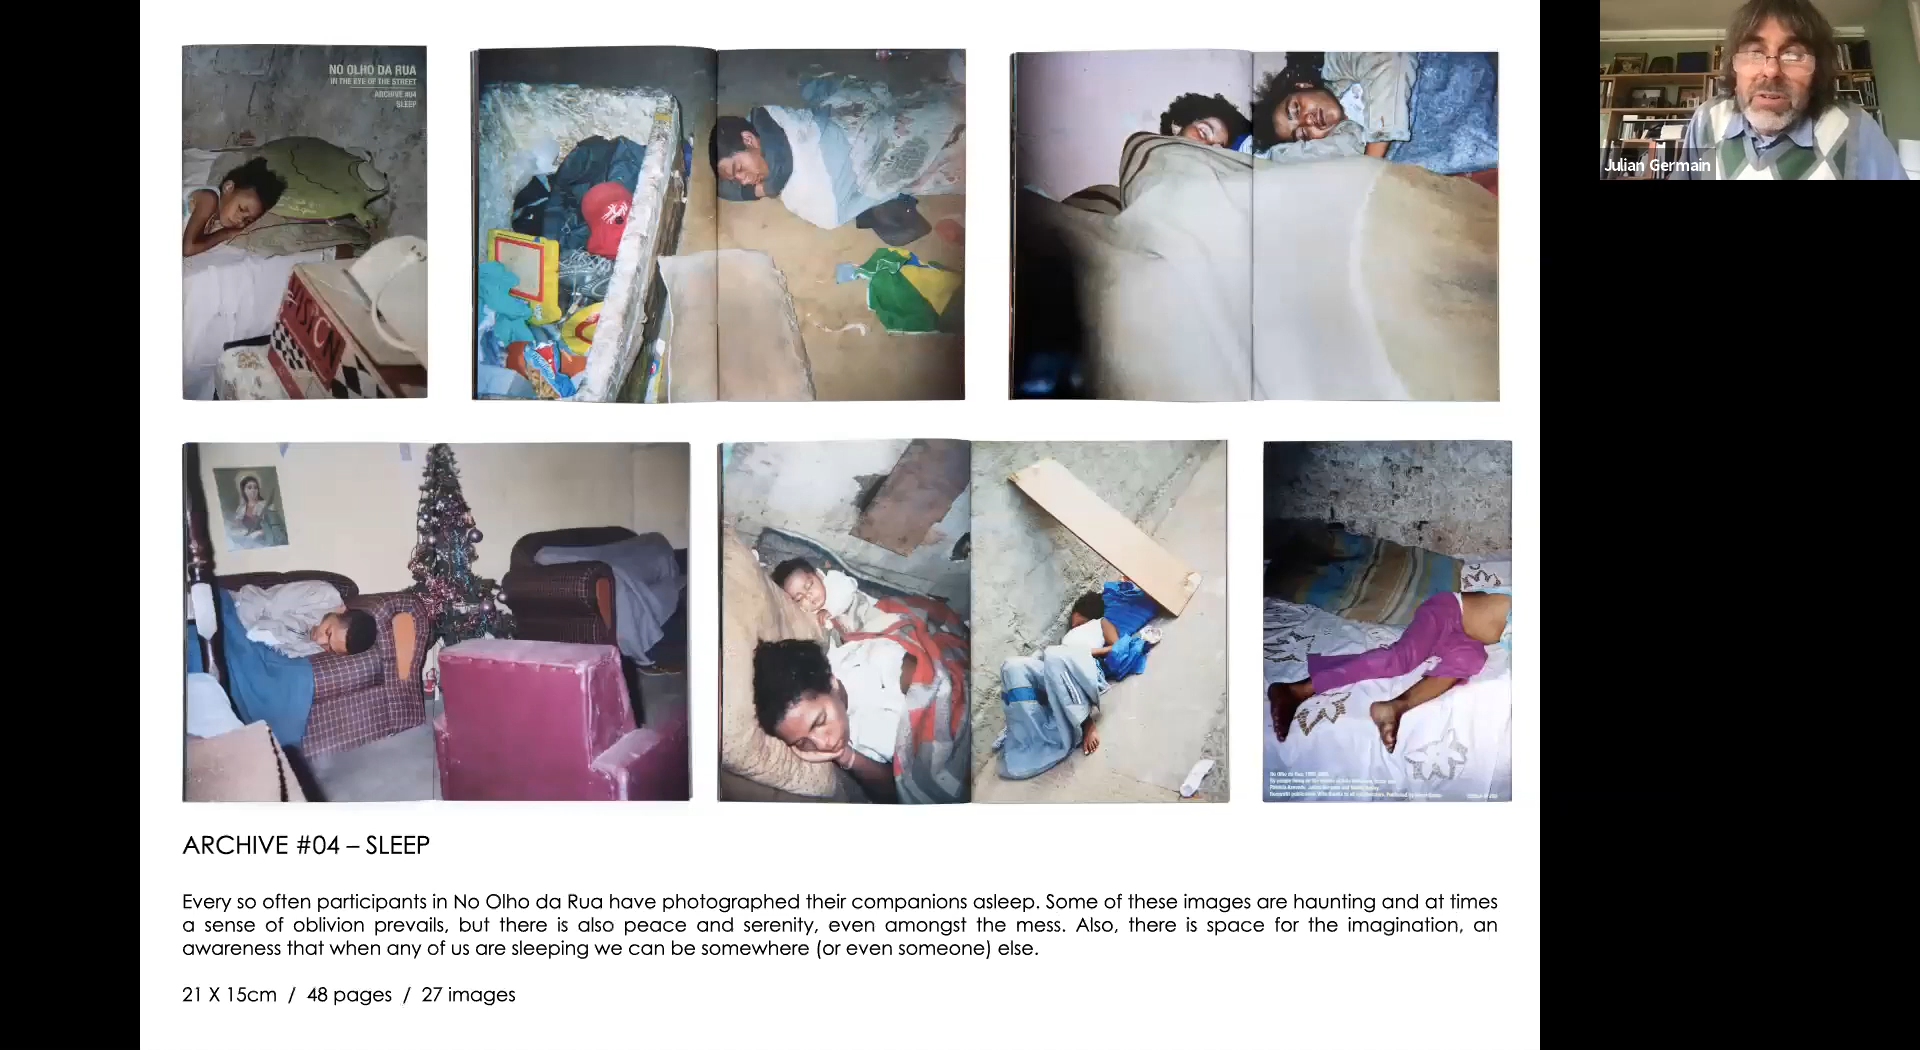 NO OLHO DA RUA
IN THE EYE OF THE STREET
ARCHIVE #04
SLEEP
VISION
Julian Germain
ARCHIVE #04 – SLEEP
Every so often participants in No Olho da Rua have photographed their companions asleep. Some of these images are haunting and at times
a sense of oblivion prevails, but there is also peace and serenity, even amongst the mess. Also, there is space for the imagination, an
awareness that when any of us are sleeping we can be somewhere (or even someone) else.
21 X 15cm / 48 pages / 27 images